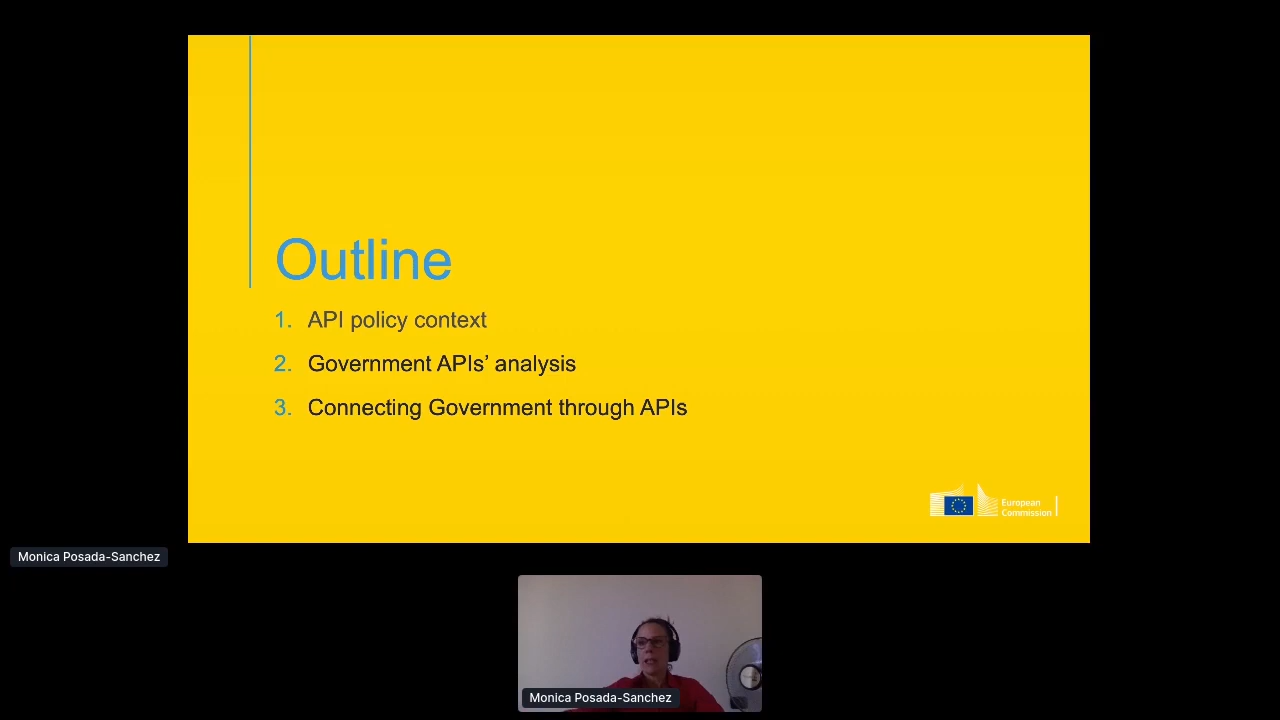 Outline
1. API policy context
2. Government APIs’ analysis
3. Connecting Government through APIs
European
Commission
Monica Posada-Sanchez
Monica Posada-Sanchez